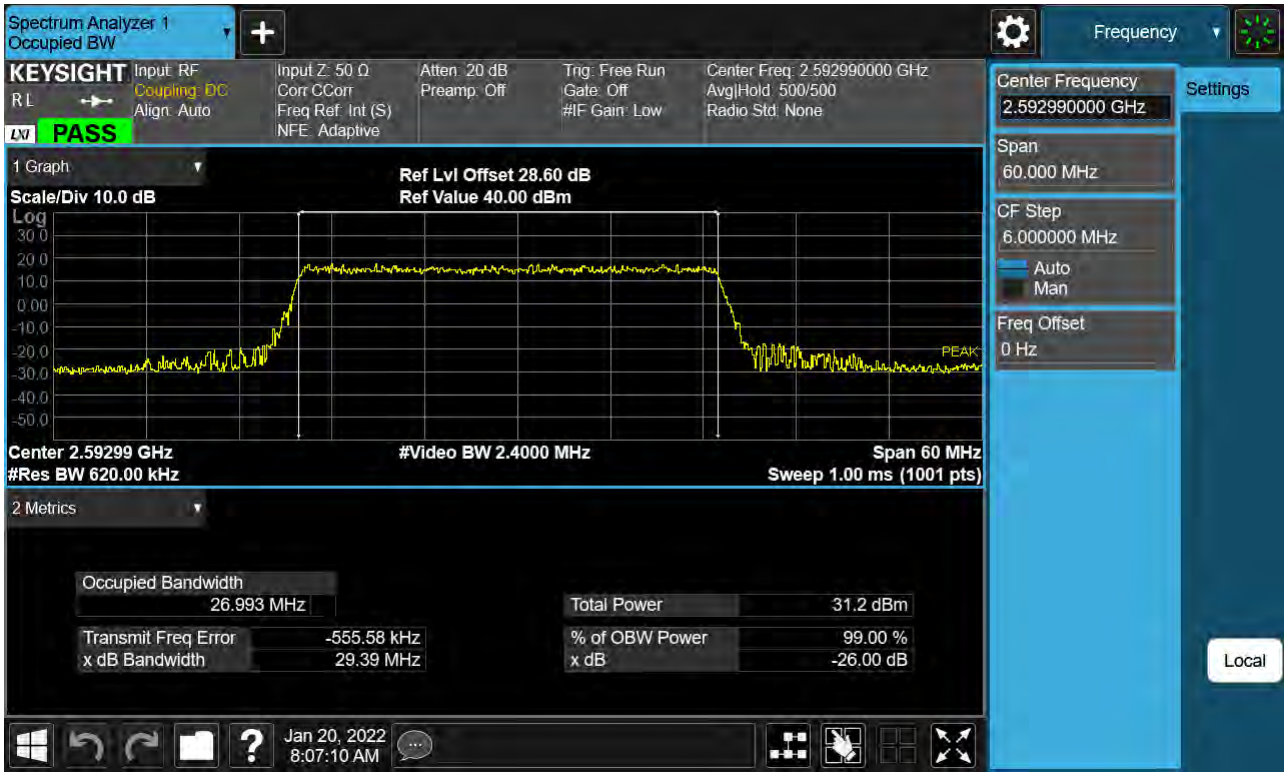 Spectrum Analyzer 1
Occupied BW
Frequency
KEYSIGHT
R L
LXI
PASS
Input: RF
Coupling: DC
Align: Auto
Input Z: 50 Ω
Corr CCorr
Freq Ref: Int (S)
NFE: Adaptive
Atten: 20 dB
Preamp: Off
Trig: Free Run
Gate: Off
#IF Gain: Low
Center Freq: 2.592990000 GHz
Avg|Hold: 500/500
Radio Std: None
Center Frequency
2.592990000 GHz
Settings
Span
60.000 MHz
CF Step
6.000000 MHz
Auto
Man
Freq Offset
0 Hz
1 Graph
Scale/Div 10.0 dB
Ref Lvl Offset 28.60 dB
Ref Value 40.00 dBm
Log
30.0
20.0
10.0
0.00
-10.0
-20.0
-30.0
-40.0
-50.0
PEAK
Center 2.59299 GHz
#Res BW 620.00 kHz
#Video BW 2.4000 MHz
Span 60 MHz
Sweep 1.00 ms (1001 pts)
2 Metrics
Occupied Bandwidth
26.993 MHz
Total Power 31.2 dBm
Transmit Freq Error -555.58 kHz
% of OBW Power 99.00 %
x dB Bandwidth 29.39 MHz
x dB -26.00 dB
Local
?
Jan 20, 2022
8:07:10 AM